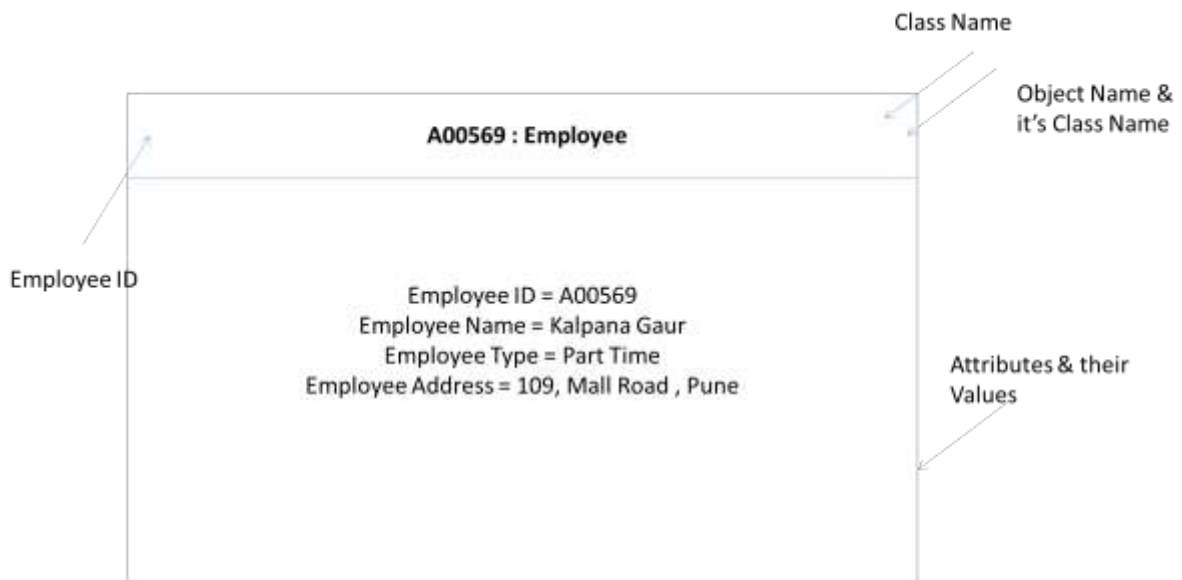 Class Name
Object Name &
it's Class Name
A00569 : Employee
Employee ID
Employee ID = A00569
Employee Name = Kalpana Gaur
Employee Type = Part Time
Employee Address = 109, Mall Road , Pune
Attributes & their
Values